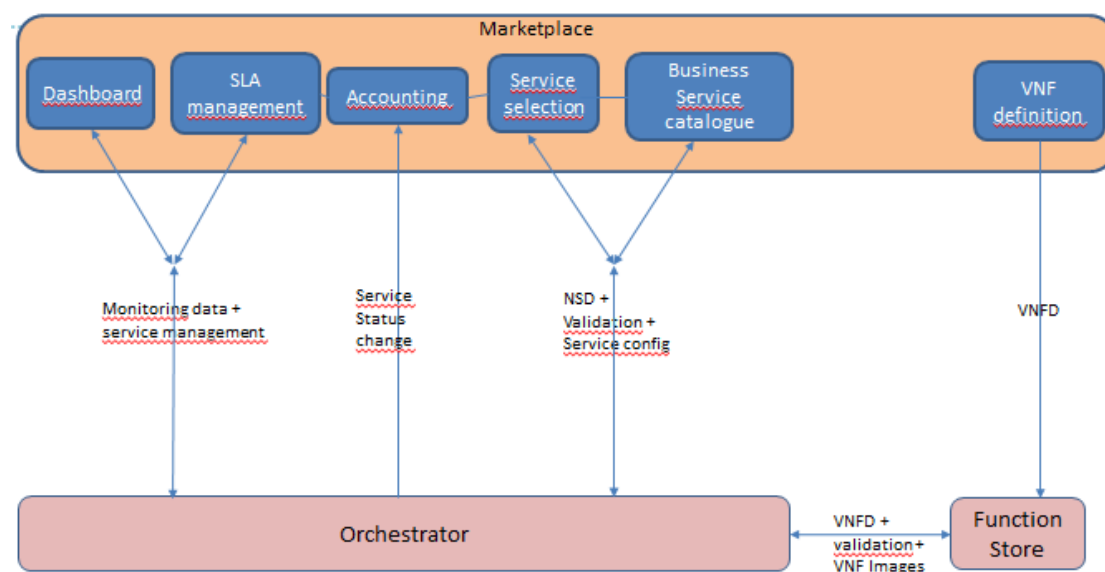 Marketplace
Dashboard
SLA
management
Accounting
Service
selection
Business
Service
catalogue
VNF
definition
Monitoring data +
service management
Service
Status
change
NSD +
Validation +
Service config
VNFD
Orchestrator
VNFD +
validation+
VNF Images
Function
Store